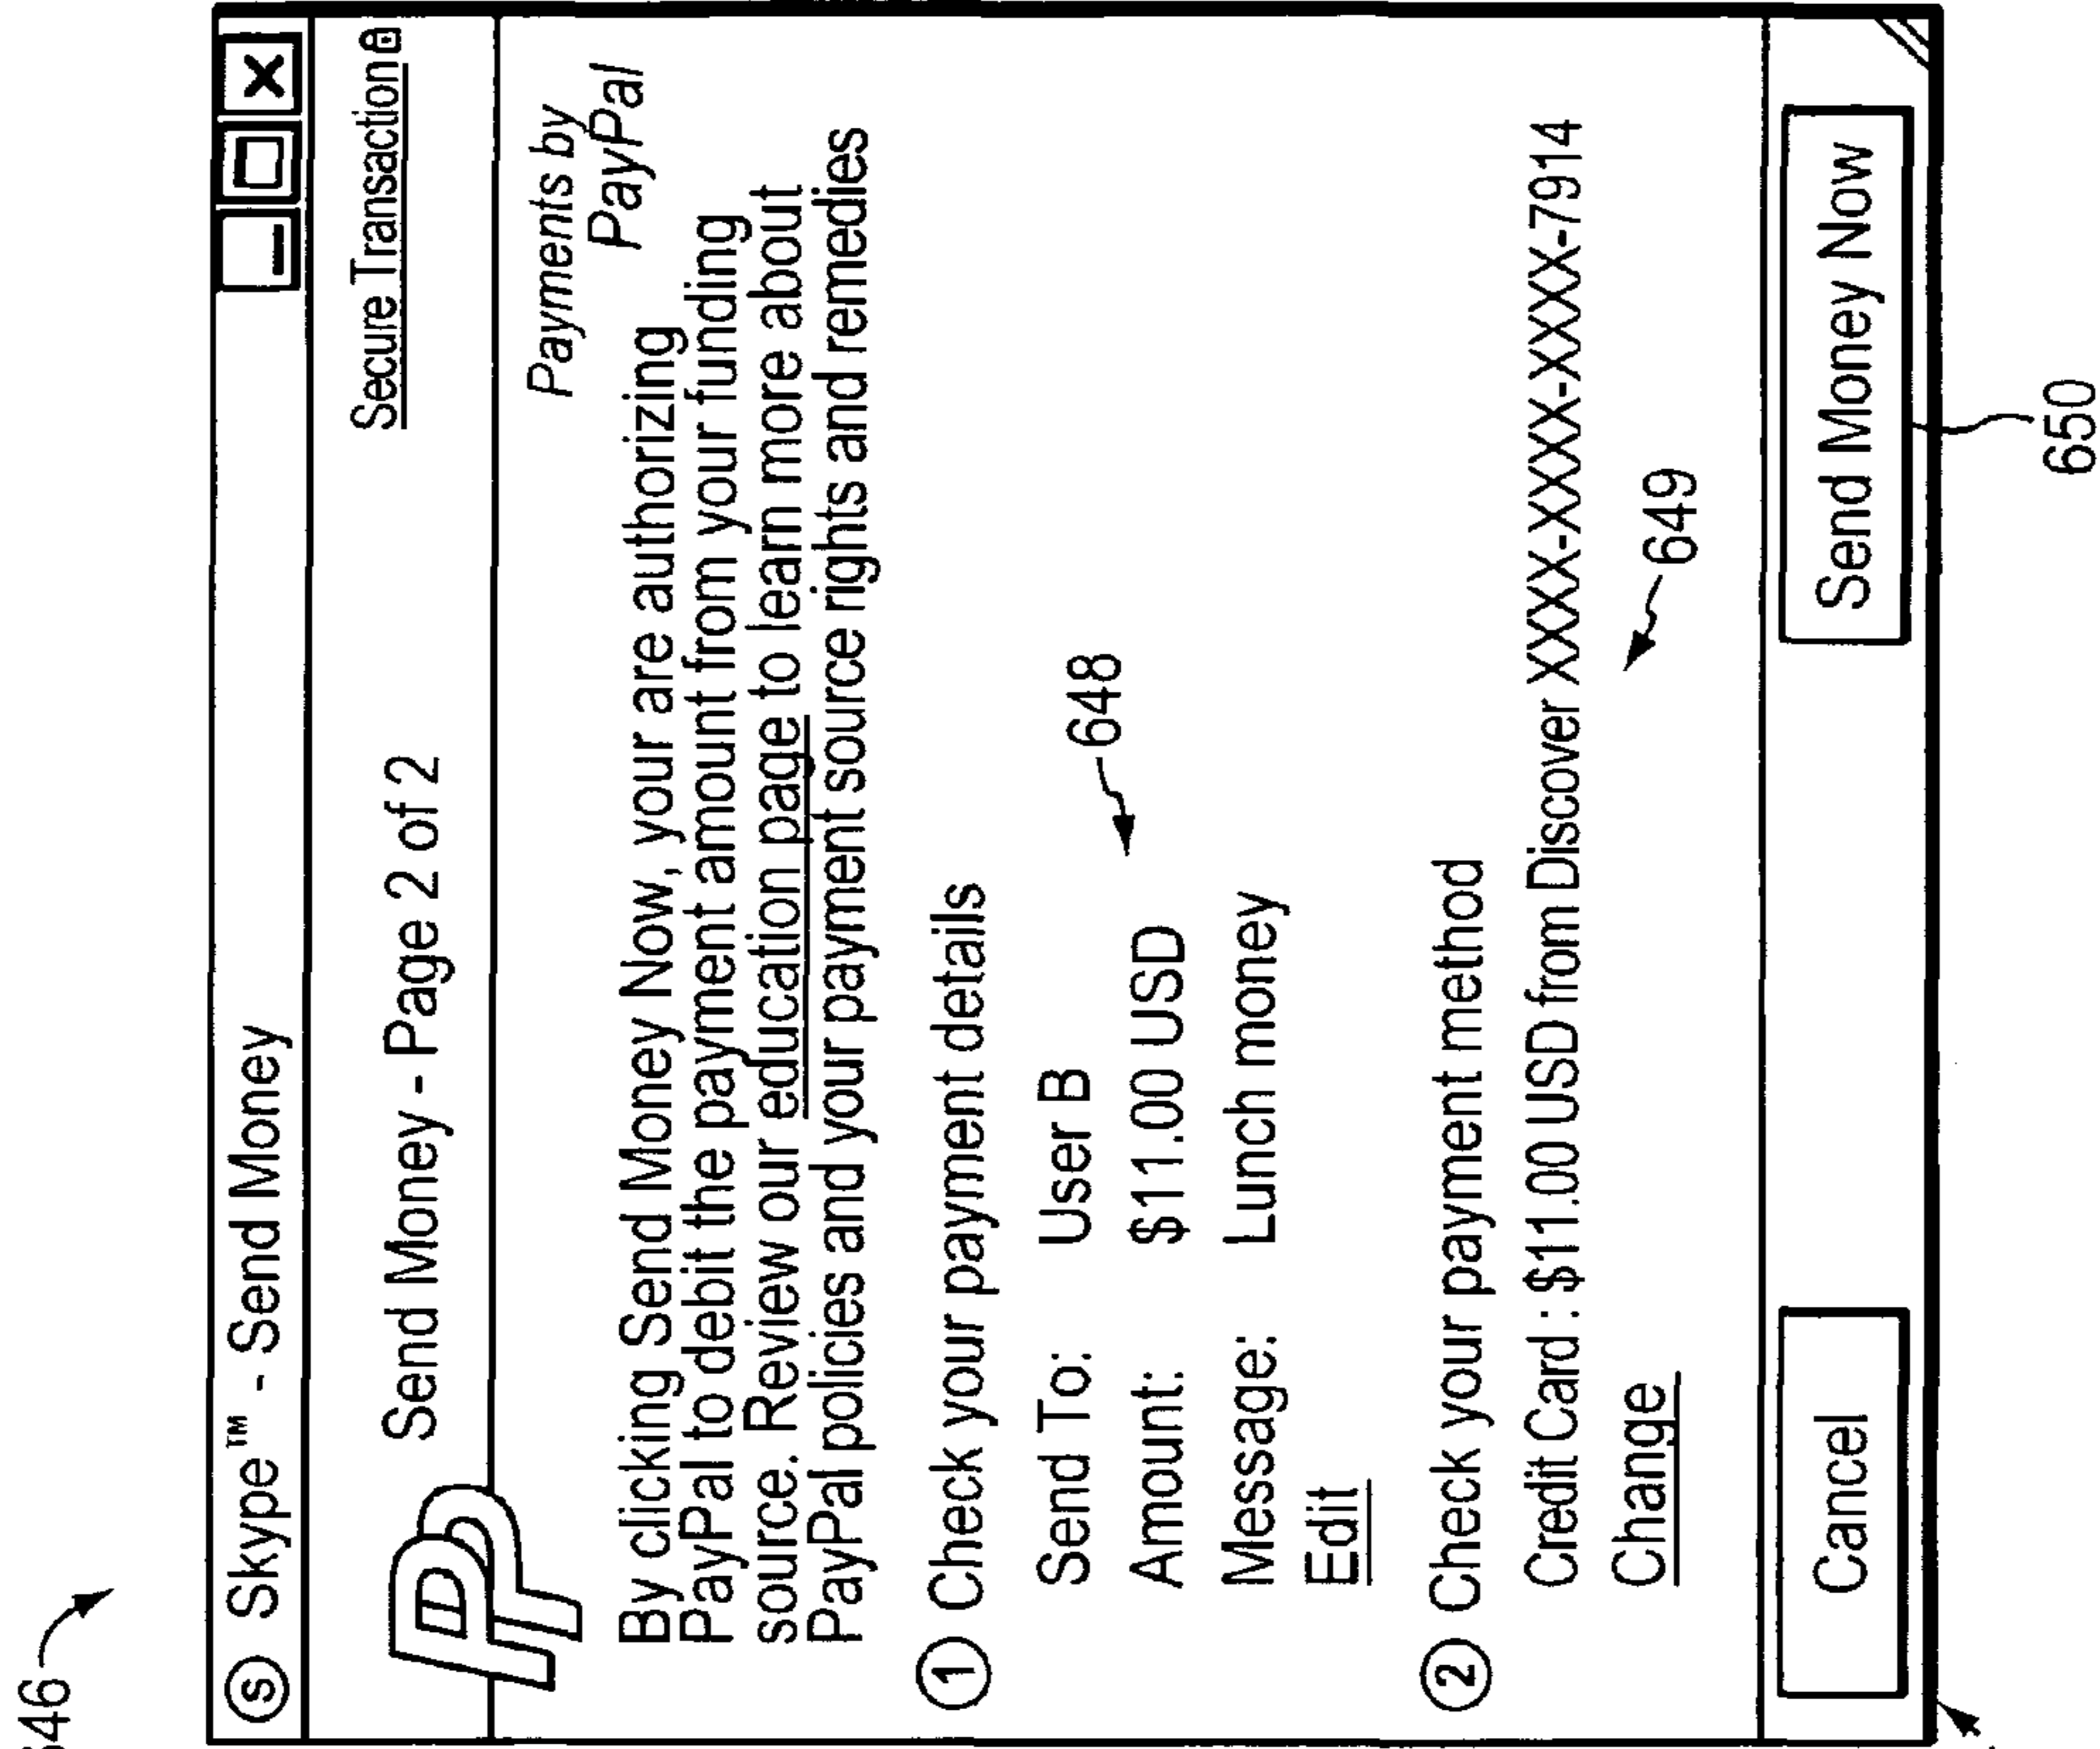 646
Skype™ - Send Money
Secure Transaction
Send Money - Page 2 of 2
PP
Payments by
PayPal
By clicking Send Money Now, your are authorizing
PayPal to debit the payment amount from your funding
source. Review our education page to learn more about
PayPal policies and your payment source rights and remedies
1 Check your payment details
648
Send To: User B
Amount: $11.00 USD
Message: Lunch money
Edit
2 Check your payment method
Credit Card : $11.00 USD from Discover XXXX-XXXX-XXXX-7914
649
Change
Cancel
Send Money Now
650